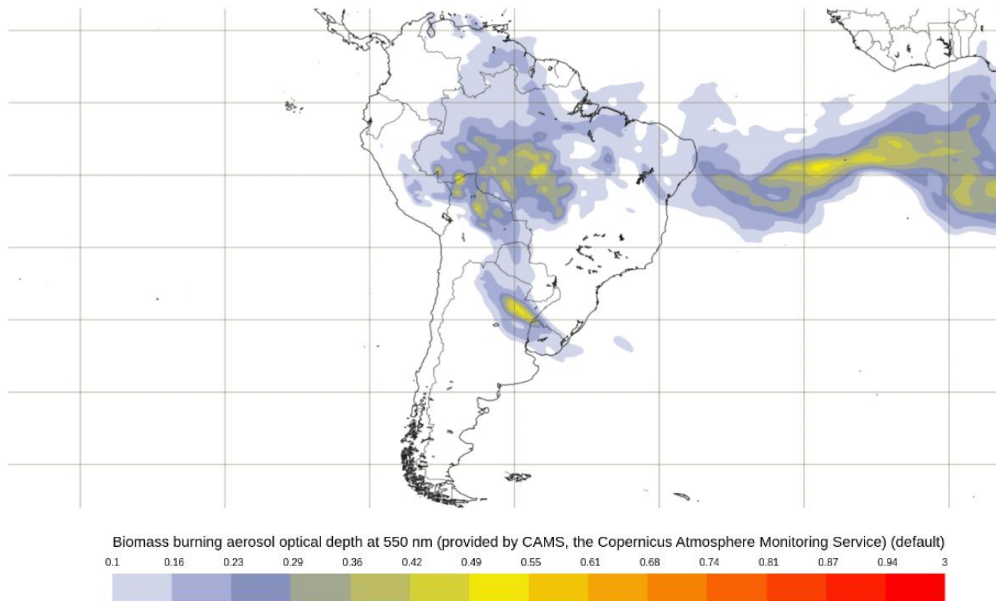 Biomass burning aerosol optical depth at 550 nm (provided by CAMS, the Copernicus Atmosphere Monitoring Service) (default)
0.1 0.16 0.23 0.29 0.36 0.42 0.49 0.55 0.61 0.68 0.74 0.81 0.87 0.94 3